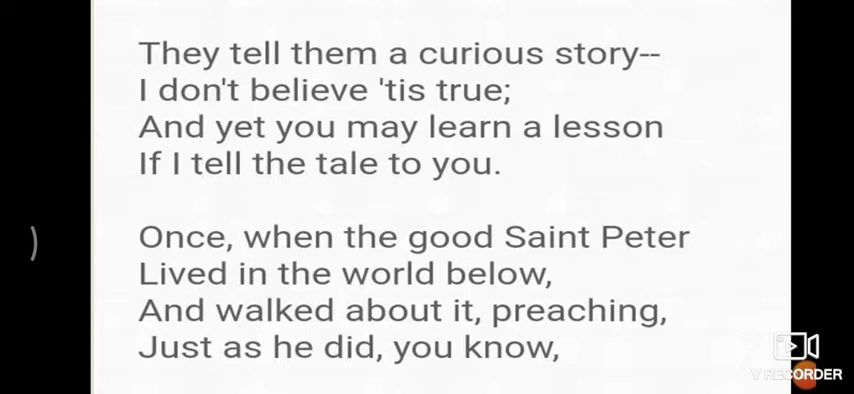 They tell them a curious story--
I don't believe 'tis true;
And yet you may learn a lesson
If I tell the tale to you.
Once, when the good Saint Peter
Lived in the world below,
And walked about it, preaching,
Just as he did, you know,
V RECORDER